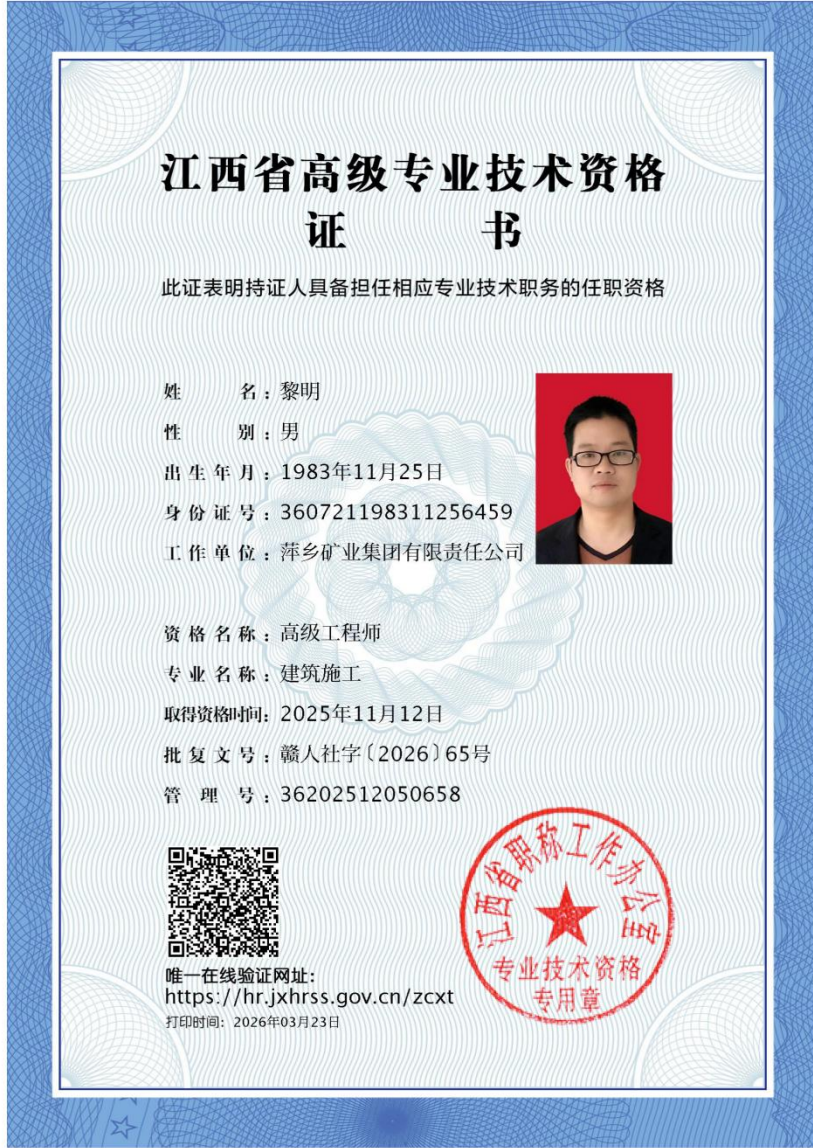 江西省高级专业技术资格
证 书
此证表明持证人具备担任相应专业技术职务的任职资格
姓 名：黎明
性 别：男
出生年月：1983年11月25日
身份证号：360721198311256459
工作单位：萍乡矿业集团有限责任公司
资格名称：高级工程师
专业名称：建筑施工
取得资格时间：2025年11月12日
批复文号：赣人社字〔2026〕65号
管 理 号：36202512050658
江西省职称工作办公室
专业技术资格
专用章
唯一在线验证网址：
https://hr.jxhrss.gov.cn/zcxt
打印时间：2026年03月23日